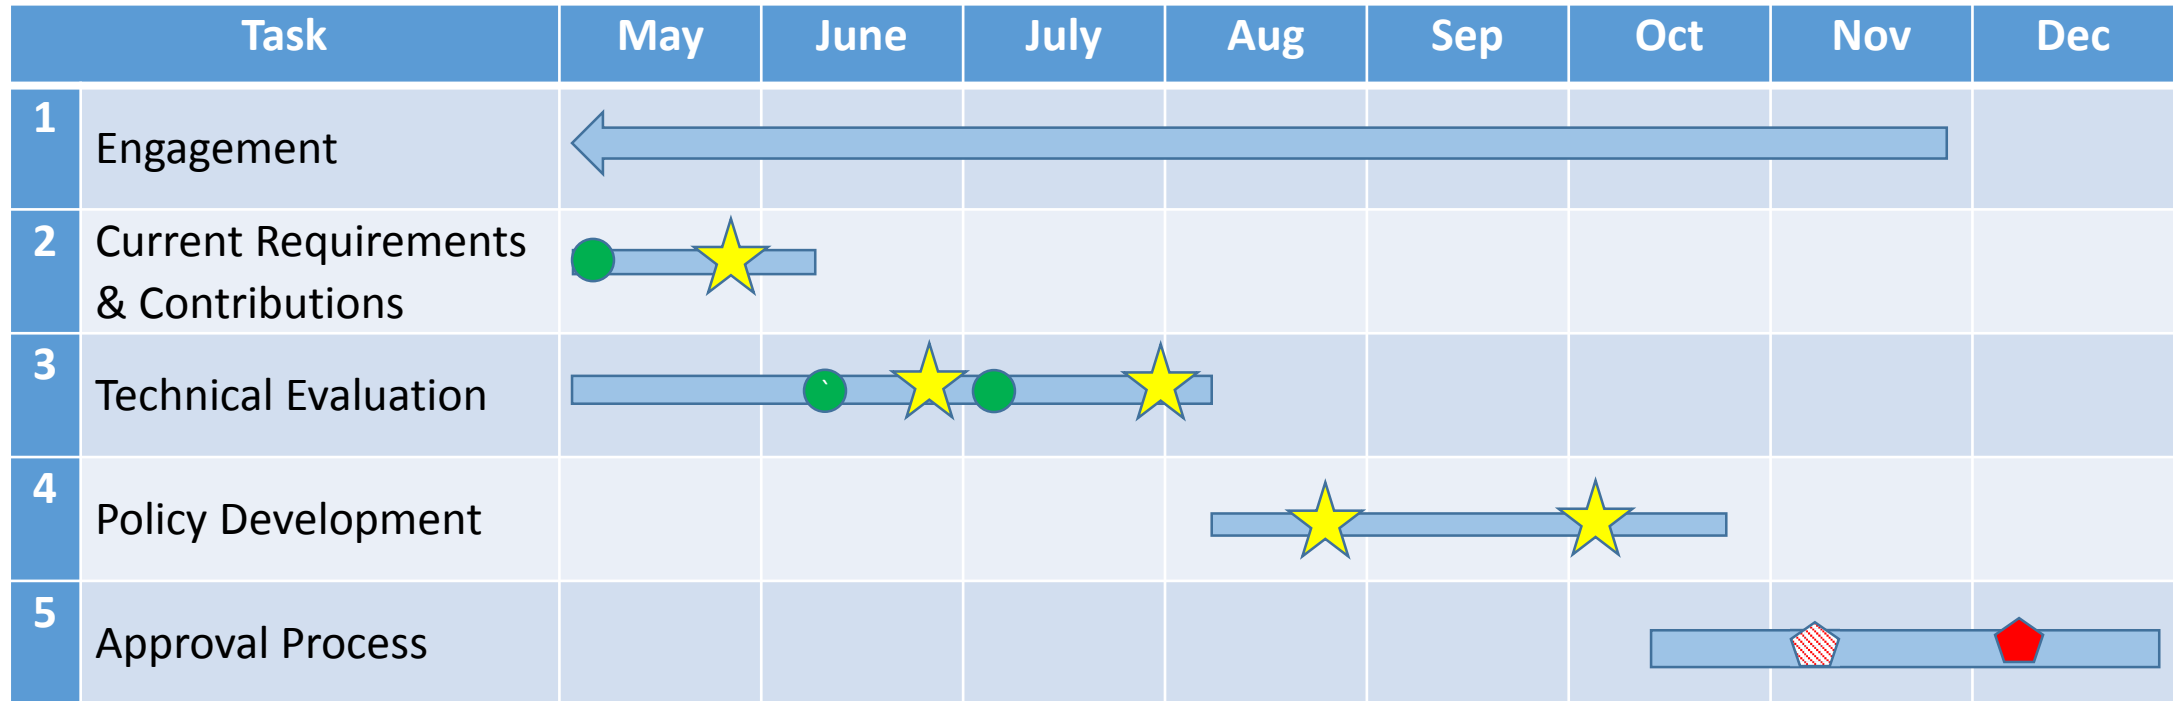 Task May June July Aug Sep Oct Nov Dec
1 Engagement
2 Current Requirements
& Contributions
3 Technical Evaluation
`
4 Policy Development
5 Approval Process